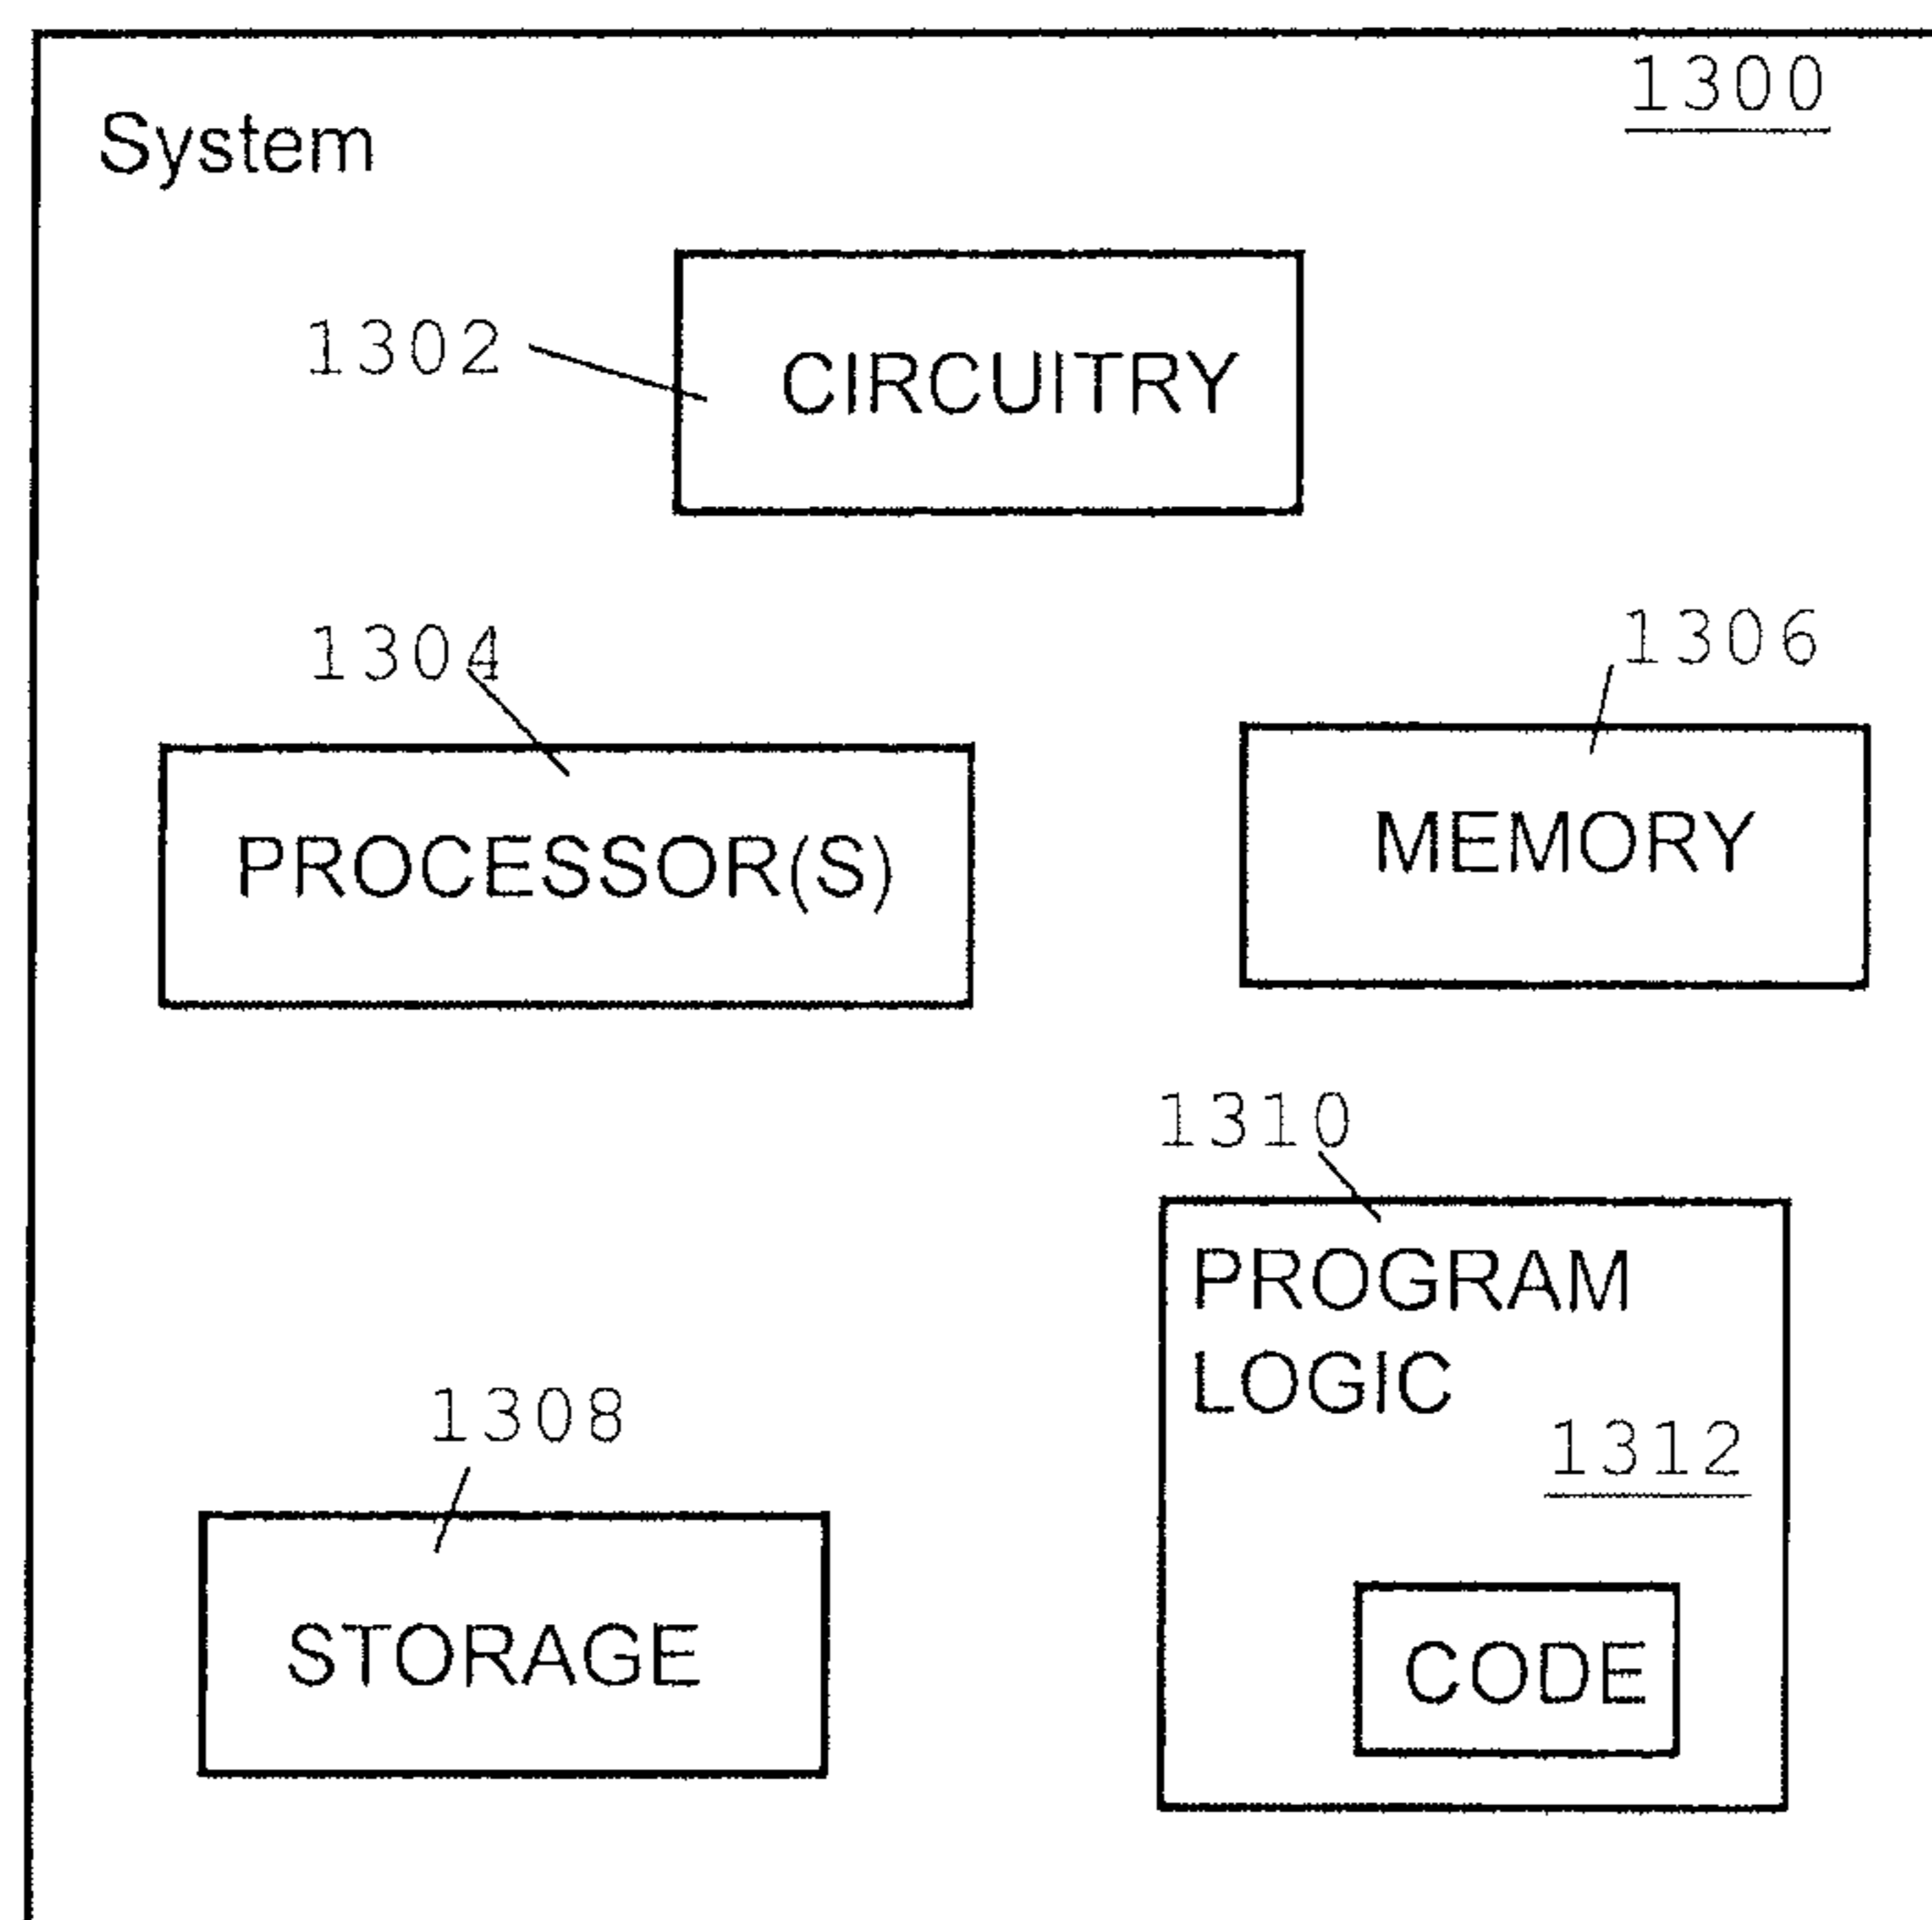 1300
System
1302
CIRCUITRY
1304
1306
PROCESSOR(S)
MEMORY
1310
PROGRAM
LOGIC
1312
1308
STORAGE
CODE